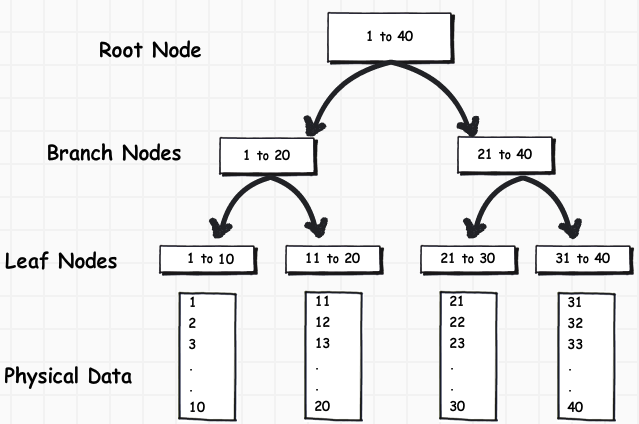 Root Node
1 to 40
Branch Nodes
1 to 20
21 to 40
Leaf Nodes
1 to 10
11 to 20
21 to 30
31 to 40
Physical Data
1
2
3
.
.
10
11
12
13
.
.
20
21
22
23
.
.
30
31
32
33
.
.
40